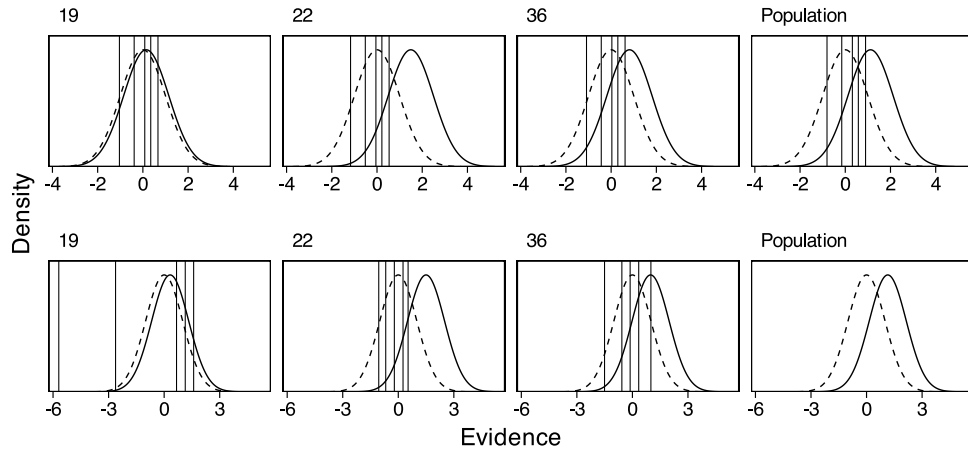 19 22 36 Population
-4 -2 0 2 4 -4 -2 0 2 4 -4 -2 0 2 4 -4 -2 0 2 4
Density
19 22 36 Population
-6 -3 0 3 -6 -3 0 3 -6 -3 0 3 -6 -3 0 3
Evidence